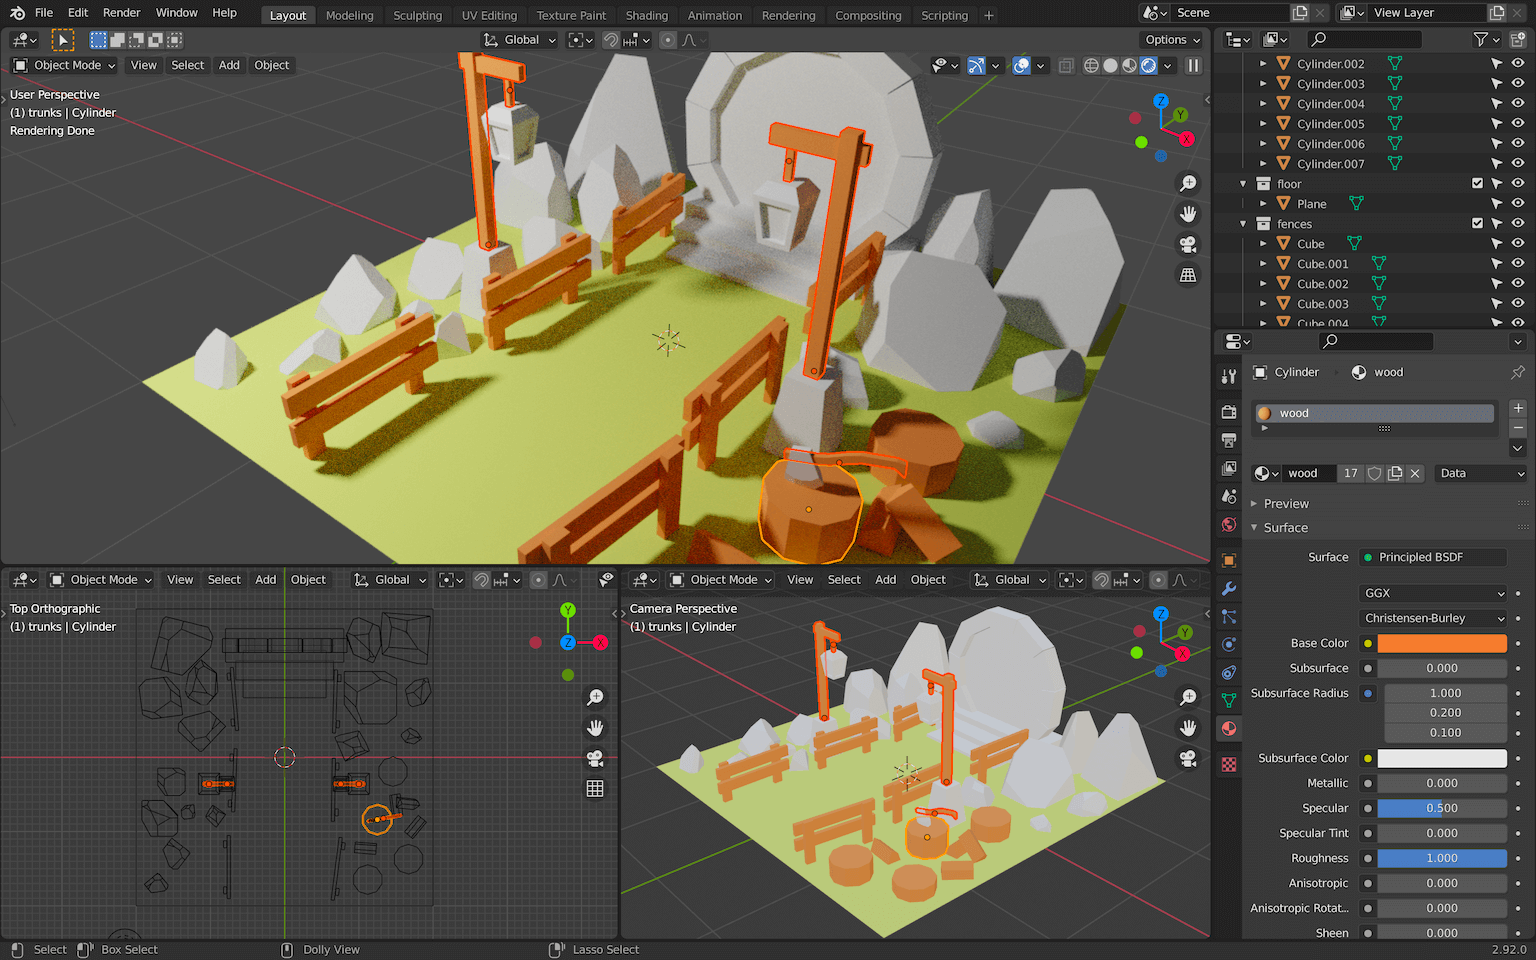 File Edit Render Window Help Layout Modeling Sculpting UV Editing Texture Paint Shading Animation Rendering Compositing Scripting + Scene View Layer
Global Options
Object Mode View Select Add Object
User Perspective
(1) trunks | Cylinder
Rendering Done
Z
Y
X
Cylinder.002
Cylinder.003
Cylinder.004
Cylinder.005
Cylinder.006
Cylinder.007
floor
Plane
fences
Cube
Cube.001
Cube.002
Cube.003
Cube.004
Cylinder wood
wood
wood 17 Data
Preview
Surface
Surface Principled BSDF
GGX
Christensen-Burley
Base Color
Subsurface 0.000
Subsurface Radius 1.000
0.200
0.100
Subsurface Color
Metallic 0.000
Specular 0.500
Specular Tint 0.000
Roughness 1.000
Anisotropic 0.000
Anisotropic Rotat... 0.000
Sheen 0.000
Object Mode View Select Add Object Global
Top Orthographic
(1) trunks | Cylinder
Y
Z
X
Object Mode View Select Add Object Global
Camera Perspective
(1) trunks | Cylinder
Z
Y
X
Select Box Select Dolly View Lasso Select 2.92.0